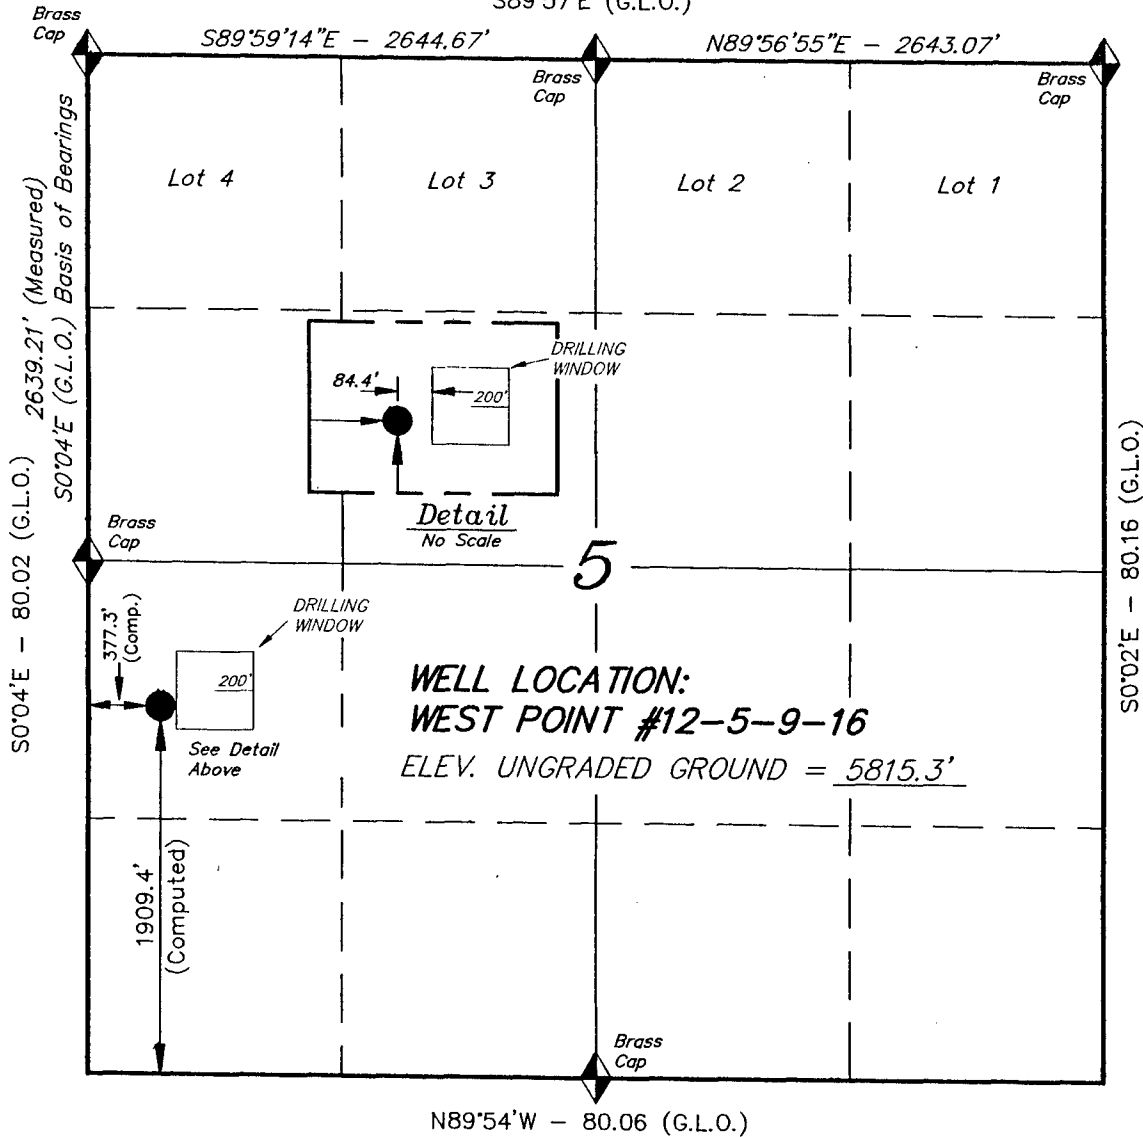 S89°57'E (G.L.O.)
Brass
Cap
S89°59'14"E - 2644.67'
N89°56'55"E - 2643.07'
Brass
Cap
Brass
Cap
Lot 4
Lot 3
Lot 2
Lot 1
S0°04'E - 80.02 (G.L.O.)
2639.21' (Measured)
S0°04'E (G.L.O.) Basis of Bearings
DRILLING
WINDOW
84.4'
200'
Detail
No Scale
Brass
Cap
5
S0°02'E - 80.16 (G.L.O.)
377.3'
(Comp.)
DRILLING
WINDOW
200'
See Detail
Above
WELL LOCATION:
WEST POINT #12-5-9-16
ELEV. UNGRADED GROUND = 5815.3'
1909.4'
(Computed)
Brass
Cap
N89°54'W - 80.06 (G.L.O.)